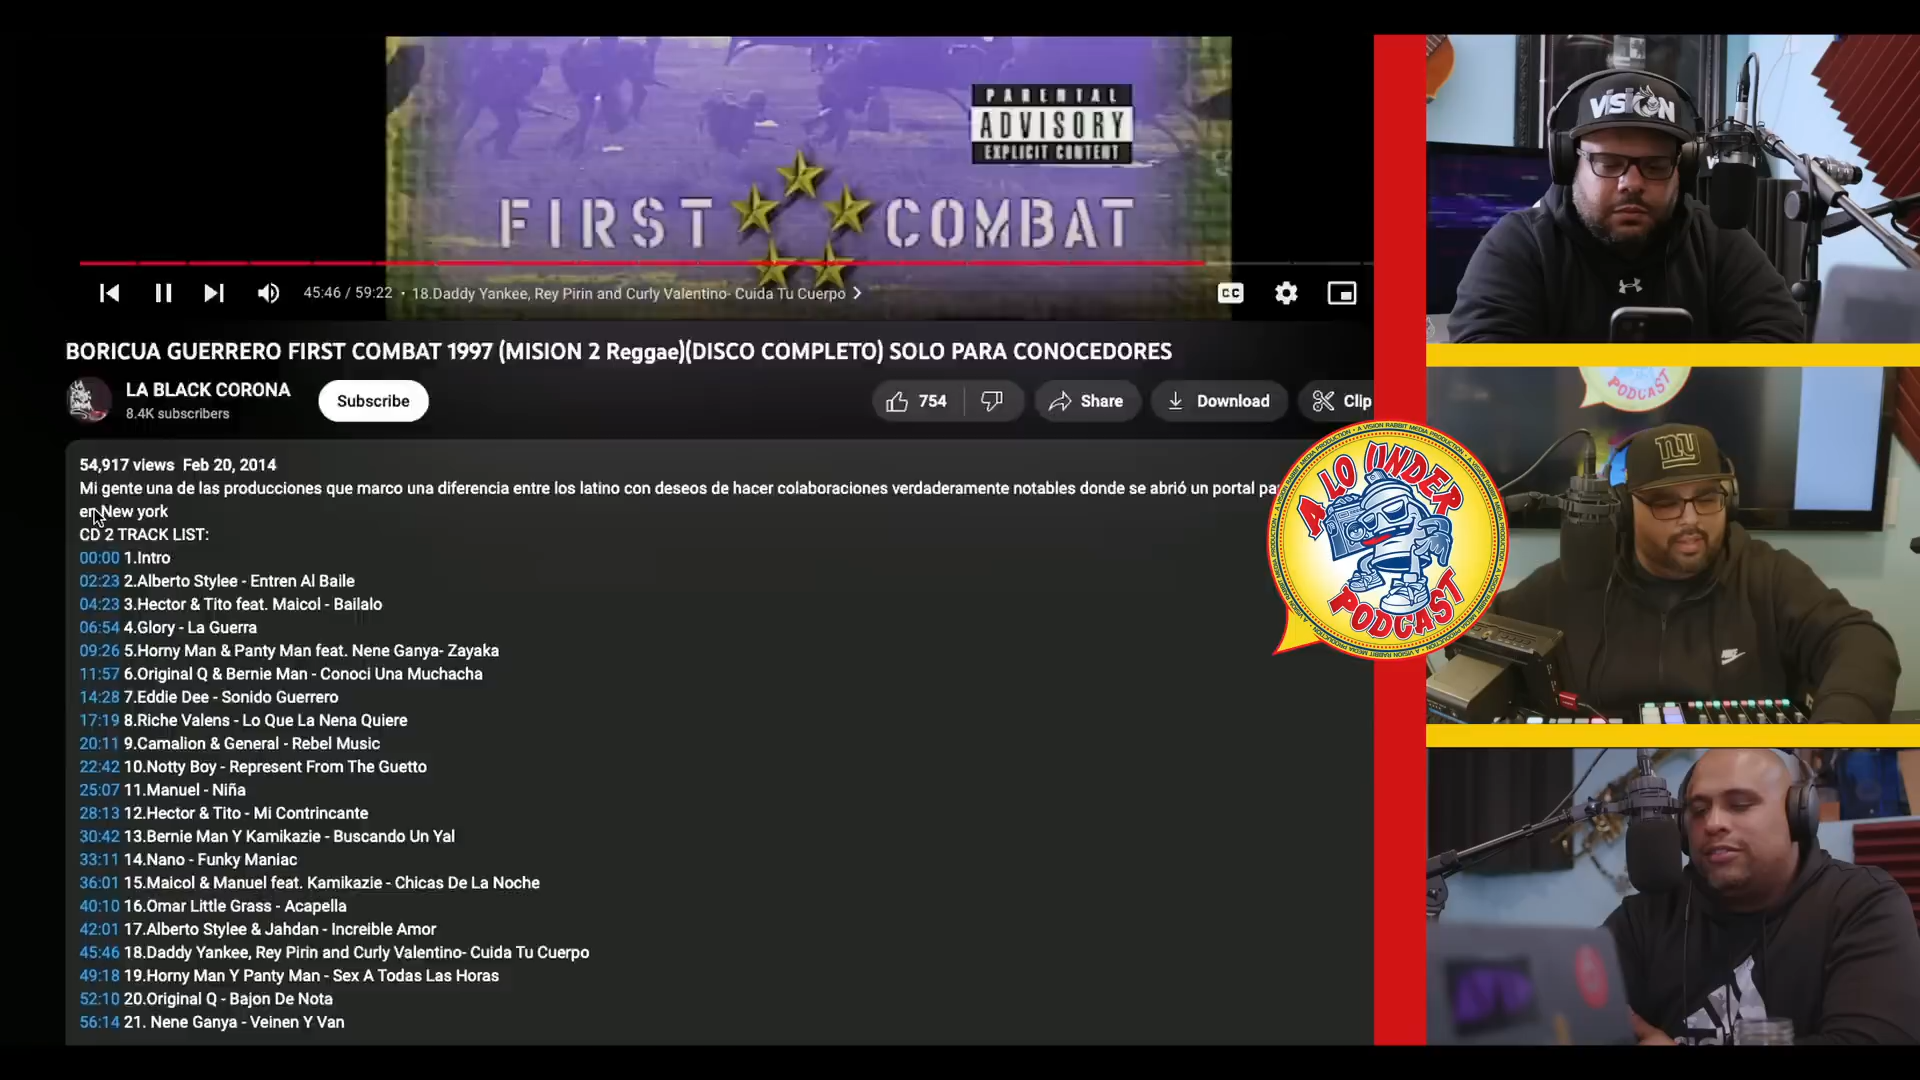 PARENTAL
ADVISORY
EXPLICIT CONTENT
FIRST COMBAT
45:46 / 59:22 • 18.Daddy Yankee, Rey Pirin and Curly Valentino- Cuida Tu Cuerpo
CC
BORICUA GUERRERO FIRST COMBAT 1997 (MISION 2 Reggae)(DISCO COMPLETO) SOLO PARA CONOCEDORES
LA BLACK CORONA
8.4K subscribers
Subscribe
754
Share
Download
Clip
54,917 views Feb 20, 2014
Mi gente una de las producciones que marco una diferencia entre los latino con deseos de hacer colaboraciones verdaderamente notables donde se abrió un portal
en New york
CD 2 TRACK LIST:
00:00 1.Intro
02:23 2.Alberto Stylee - Entren Al Baile
04:23 3.Hector & Tito feat. Maicol - Bailalo
06:54 4.Glory - La Guerra
09:26 5.Horny Man & Panty Man feat. Nene Ganya- Zayaka
11:57 6.Original Q & Bernie Man - Conoci Una Muchacha
14:28 7.Eddie Dee - Sonido Guerrero
17:19 8.Riche Valens - Lo Que La Nena Quiere
20:11 9.Camalion & General - Rebel Music
22:42 10.Notty Boy - Represent From The Guetto
25:07 11.Manuel - Niña
28:13 12.Hector & Tito - Mi Contrincante
30:42 13.Bernie Man Y Kamikazie - Buscando Un Yal
33:11 14.Nano - Funky Maniac
36:01 15.Maicol & Manuel feat. Kamikazie - Chicas De La Noche
40:10 16.Omar Little Grass - Acapella
42:01 17.Alberto Stylee & Jahdan - Increible Amor
45:46 18.Daddy Yankee, Rey Pirin and Curly Valentino- Cuida Tu Cuerpo
49:18 19.Horny Man Y Panty Man - Sex A Todas Las Horas
52:10 20.Original Q - Bajon De Nota
56:14 21. Nene Ganya - Veinen Y Van
A LO UNDER
PODCAST
A VISION RABBIT MEDIA PRODUCTION
VISION
PODCAST
NY